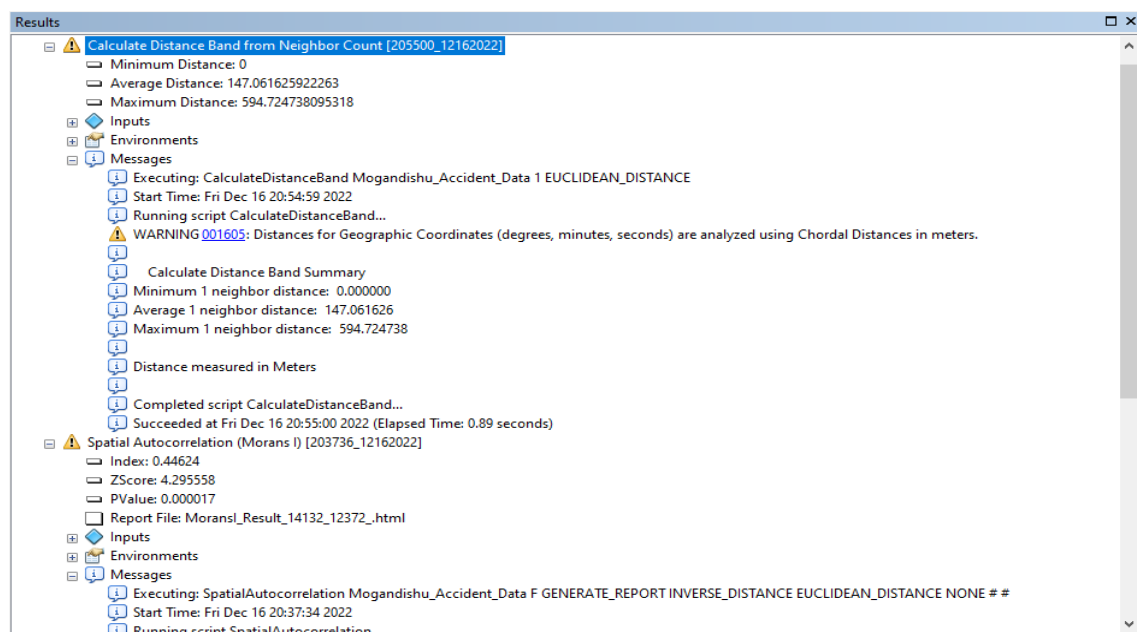 Results
Calculate Distance Band from Neighbor Count [205500_12162022]
Minimum Distance: 0
Average Distance: 147.061625922263
Maximum Distance: 594.724738095318
Inputs
Environments
Messages
Executing: CalculateDistanceBand Mogandishu_Accident_Data 1 EUCLIDEAN_DISTANCE
Start Time: Fri Dec 16 20:54:59 2022
Running script CalculateDistanceBand...
WARNING 001605: Distances for Geographic Coordinates (degrees, minutes, seconds) are analyzed using Chordal Distances in meters.
Calculate Distance Band Summary
Minimum 1 neighbor distance: 0.000000
Average 1 neighbor distance: 147.061626
Maximum 1 neighbor distance: 594.724738
Distance measured in Meters
Completed script CalculateDistanceBand...
Succeeded at Fri Dec 16 20:55:00 2022 (Elapsed Time: 0.89 seconds)
Spatial Autocorrelation (Morans I) [203736_12162022]
Index: 0.44624
ZScore: 4.295558
PValue: 0.000017
Report File: MoransI_Result_14132_12372_.html
Inputs
Environments
Messages
Executing: SpatialAutocorrelation Mogandishu_Accident_Data F GENERATE_REPORT INVERSE_DISTANCE EUCLIDEAN_DISTANCE NONE # #
Start Time: Fri Dec 16 20:37:34 2022
Running script SpatialAutocorrelation